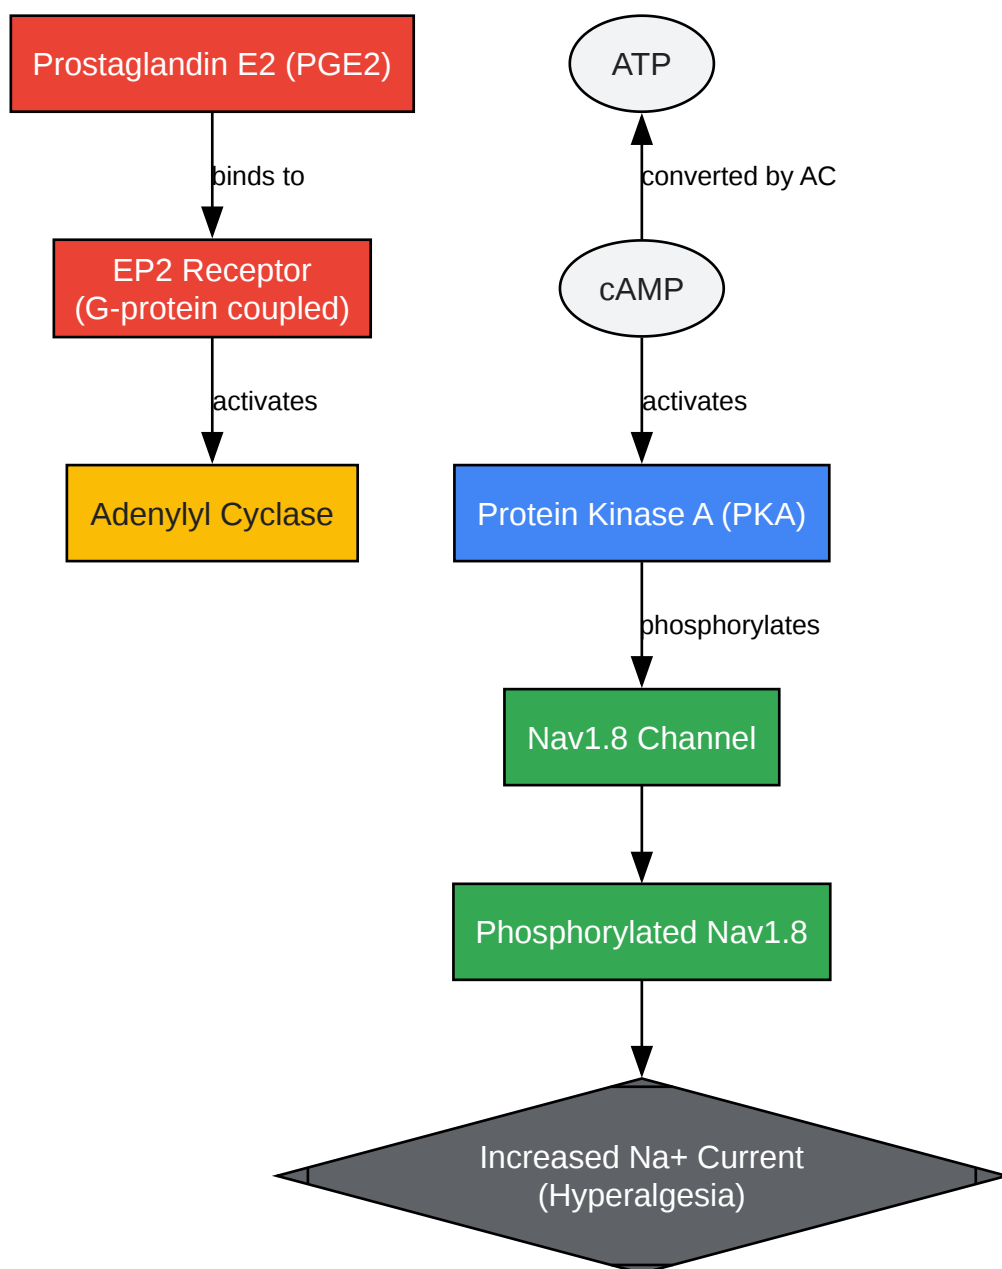 Prostaglandin E2 (PGE2)
binds to
EP2 Receptor
(G-protein coupled)
activates
Adenylyl Cyclase
ATP
converted by AC
cAMP
activates
Protein Kinase A (PKA)
phosphorylates
Nav1.8 Channel
Phosphorylated Nav1.8
Increased Na+ Current
(Hyperalgesia)